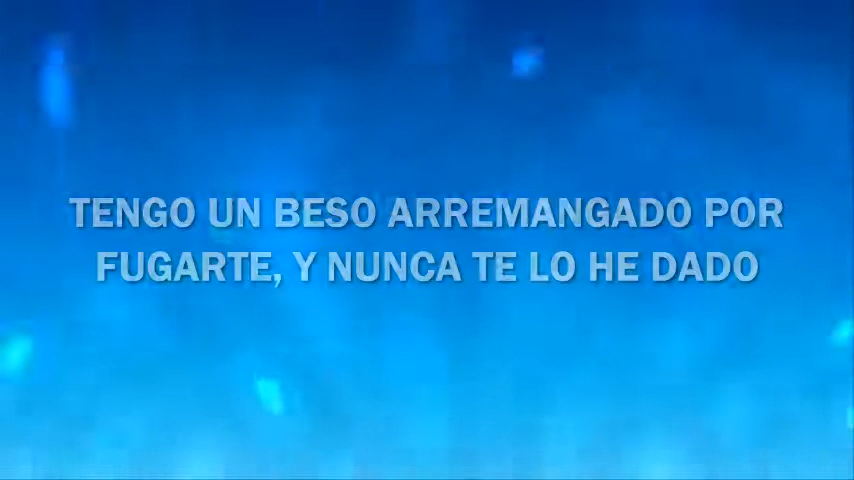 TENGO UN BESO ARREMANGADO POR
FUGARTE, Y NUNCA TE LO HE DADO